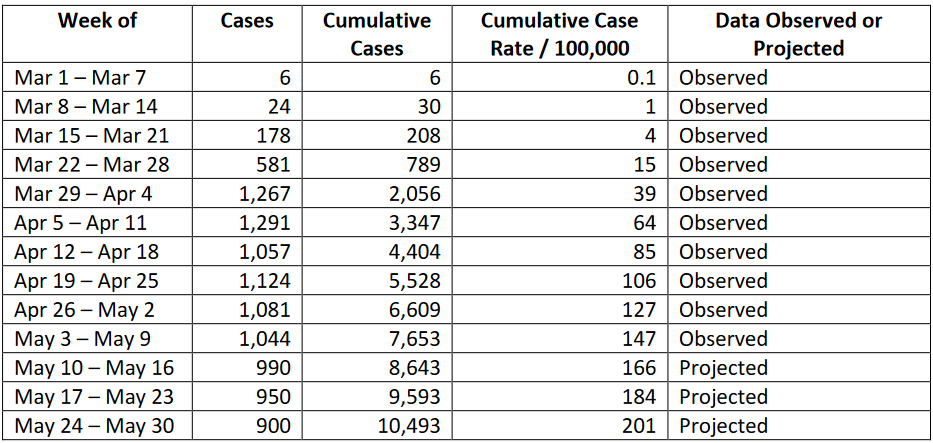 Week of Cases Cumulative Cases Cumulative Case Rate / 100,000 Data Observed or Projected
Mar 1 – Mar 7 6 6 0.1 Observed
Mar 8 – Mar 14 24 30 1 Observed
Mar 15 – Mar 21 178 208 4 Observed
Mar 22 – Mar 28 581 789 15 Observed
Mar 29 – Apr 4 1,267 2,056 39 Observed
Apr 5 – Apr 11 1,291 3,347 64 Observed
Apr 12 – Apr 18 1,057 4,404 85 Observed
Apr 19 – Apr 25 1,124 5,528 106 Observed
Apr 26 – May 2 1,081 6,609 127 Observed
May 3 – May 9 1,044 7,653 147 Observed
May 10 – May 16 990 8,643 166 Projected
May 17 – May 23 950 9,593 184 Projected
May 24 – May 30 900 10,493 201 Projected